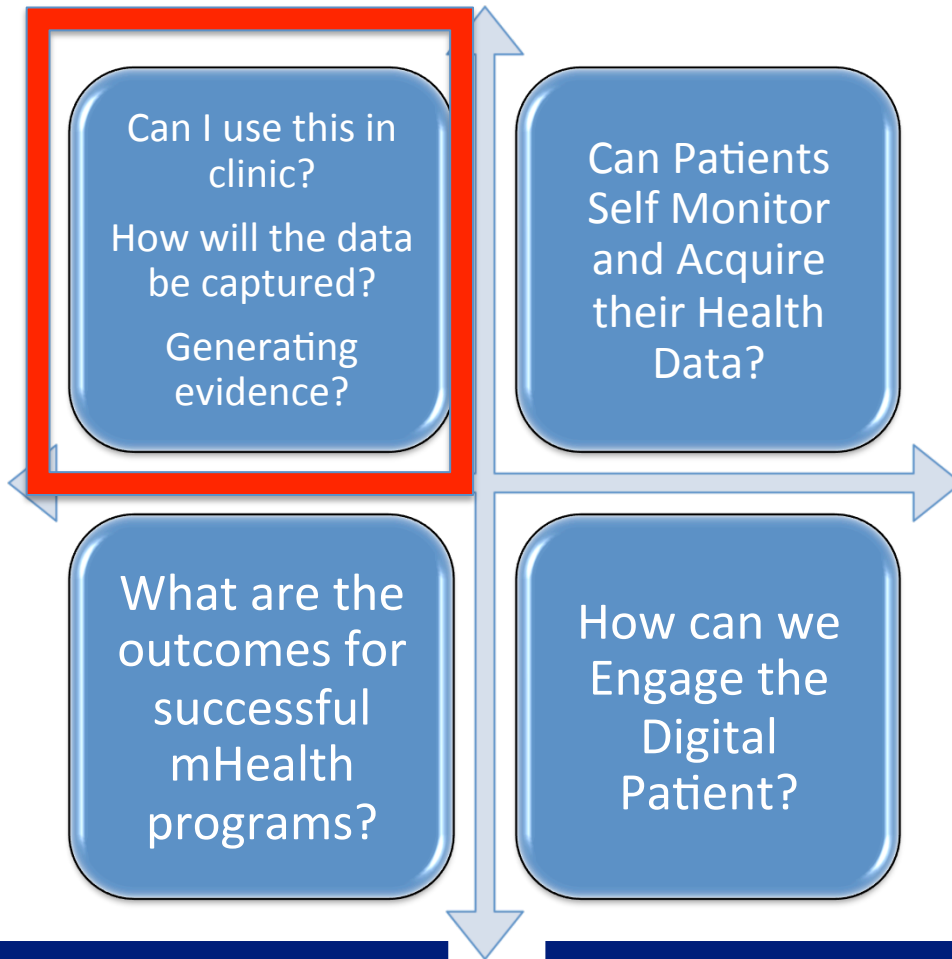 Can I use this in
clinic?
How will the data
be captured?
Generating
evidence?
Can Patients
Self Monitor
and Acquire
their Health
Data?
What are the
outcomes for
successful
mHealth
programs?
How can we
Engage the
Digital
Patient?